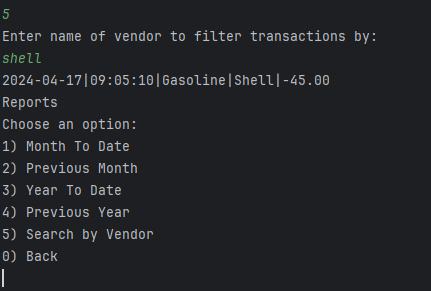 5
Enter name of vendor to filter transactions by:
shell
2024-04-17|09:05:10|Gasoline|Shell|-45.00
Reports
Choose an option:
1) Month To Date
2) Previous Month
3) Year To Date
4) Previous Year
5) Search by Vendor
0) Back